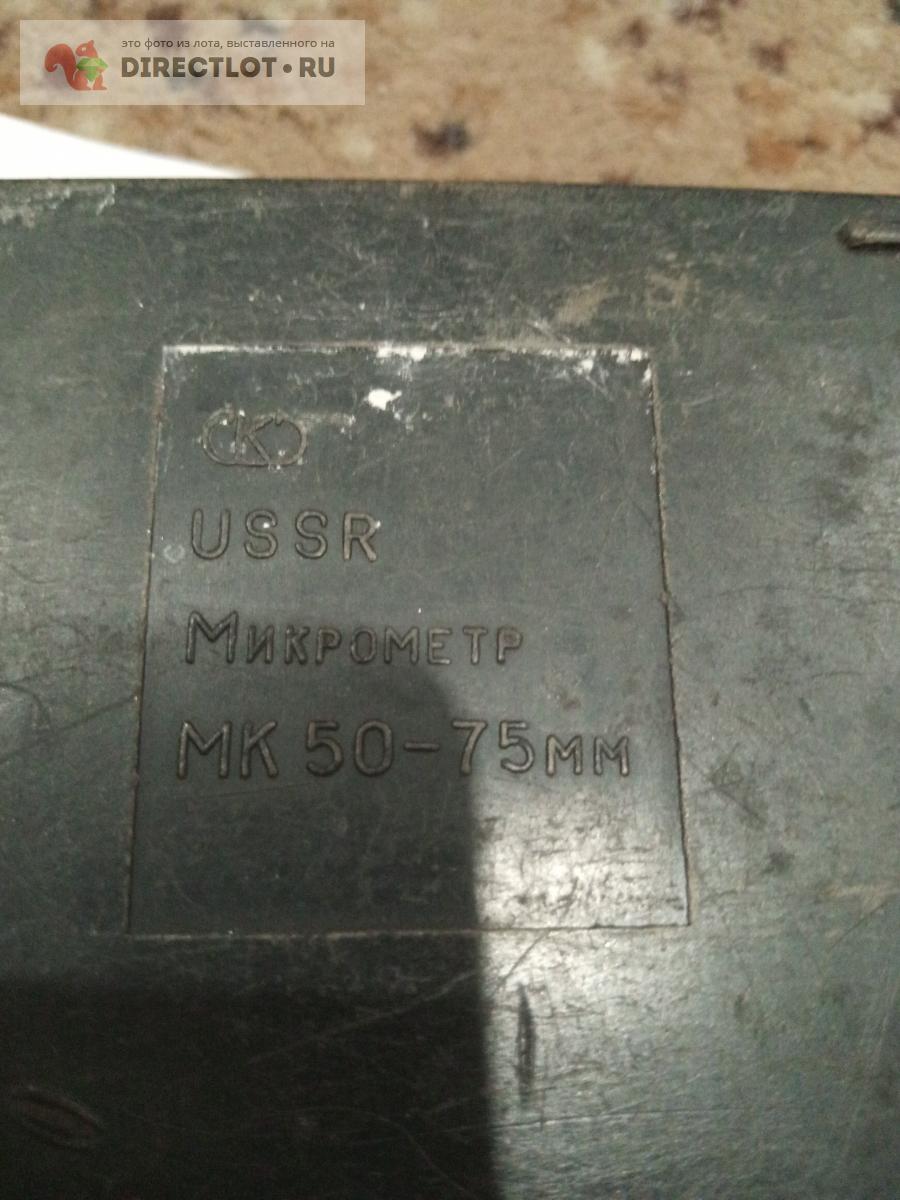 это фото из лота, выставленного на
DIRECTLOT.RU
К
USSR
Микрометр
МК 50-75мм